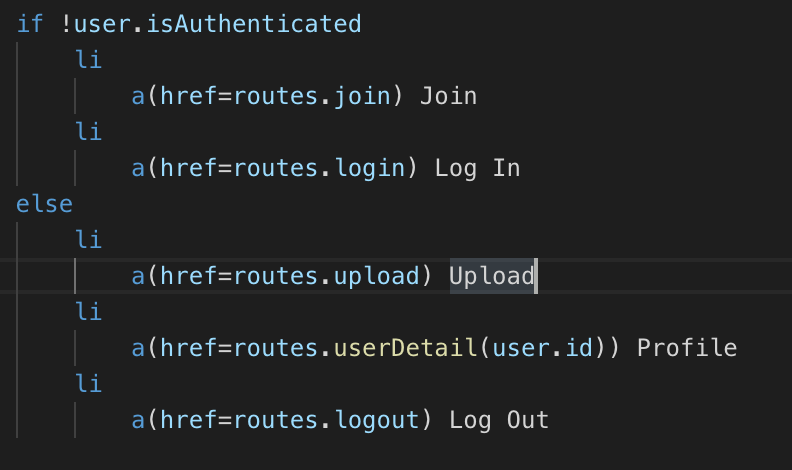 if !user.isAuthenticated
li
a(href=routes.join) Join
li
a(href=routes.login) Log In
else
li
a(href=routes.upload) Upload
li
a(href=routes.userDetail(user.id)) Profile
li
a(href=routes.logout) Log Out